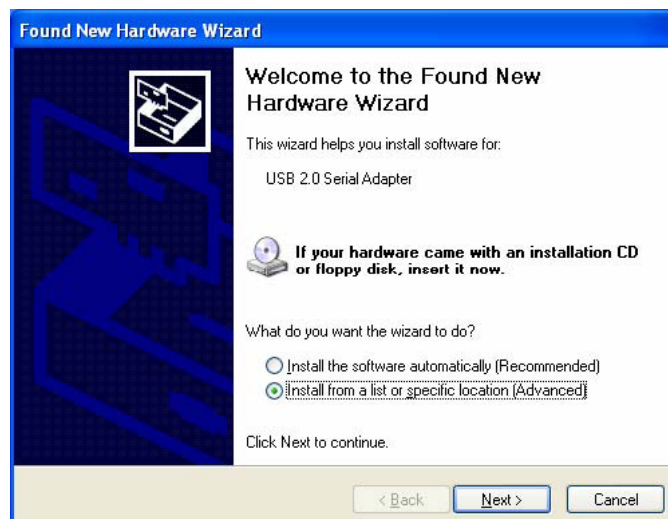 Found New Hardware Wizard
Welcome to the Found New
Hardware Wizard
This wizard helps you install software for:
USB 2.0 Serial Adapter
If your hardware came with an installation CD
or floppy disk, insert it now.
What do you want the wizard to do?
Install the software automatically (Recommended)
Install from a list or specific location (Advanced)
Click Next to continue.
< Back Next > Cancel